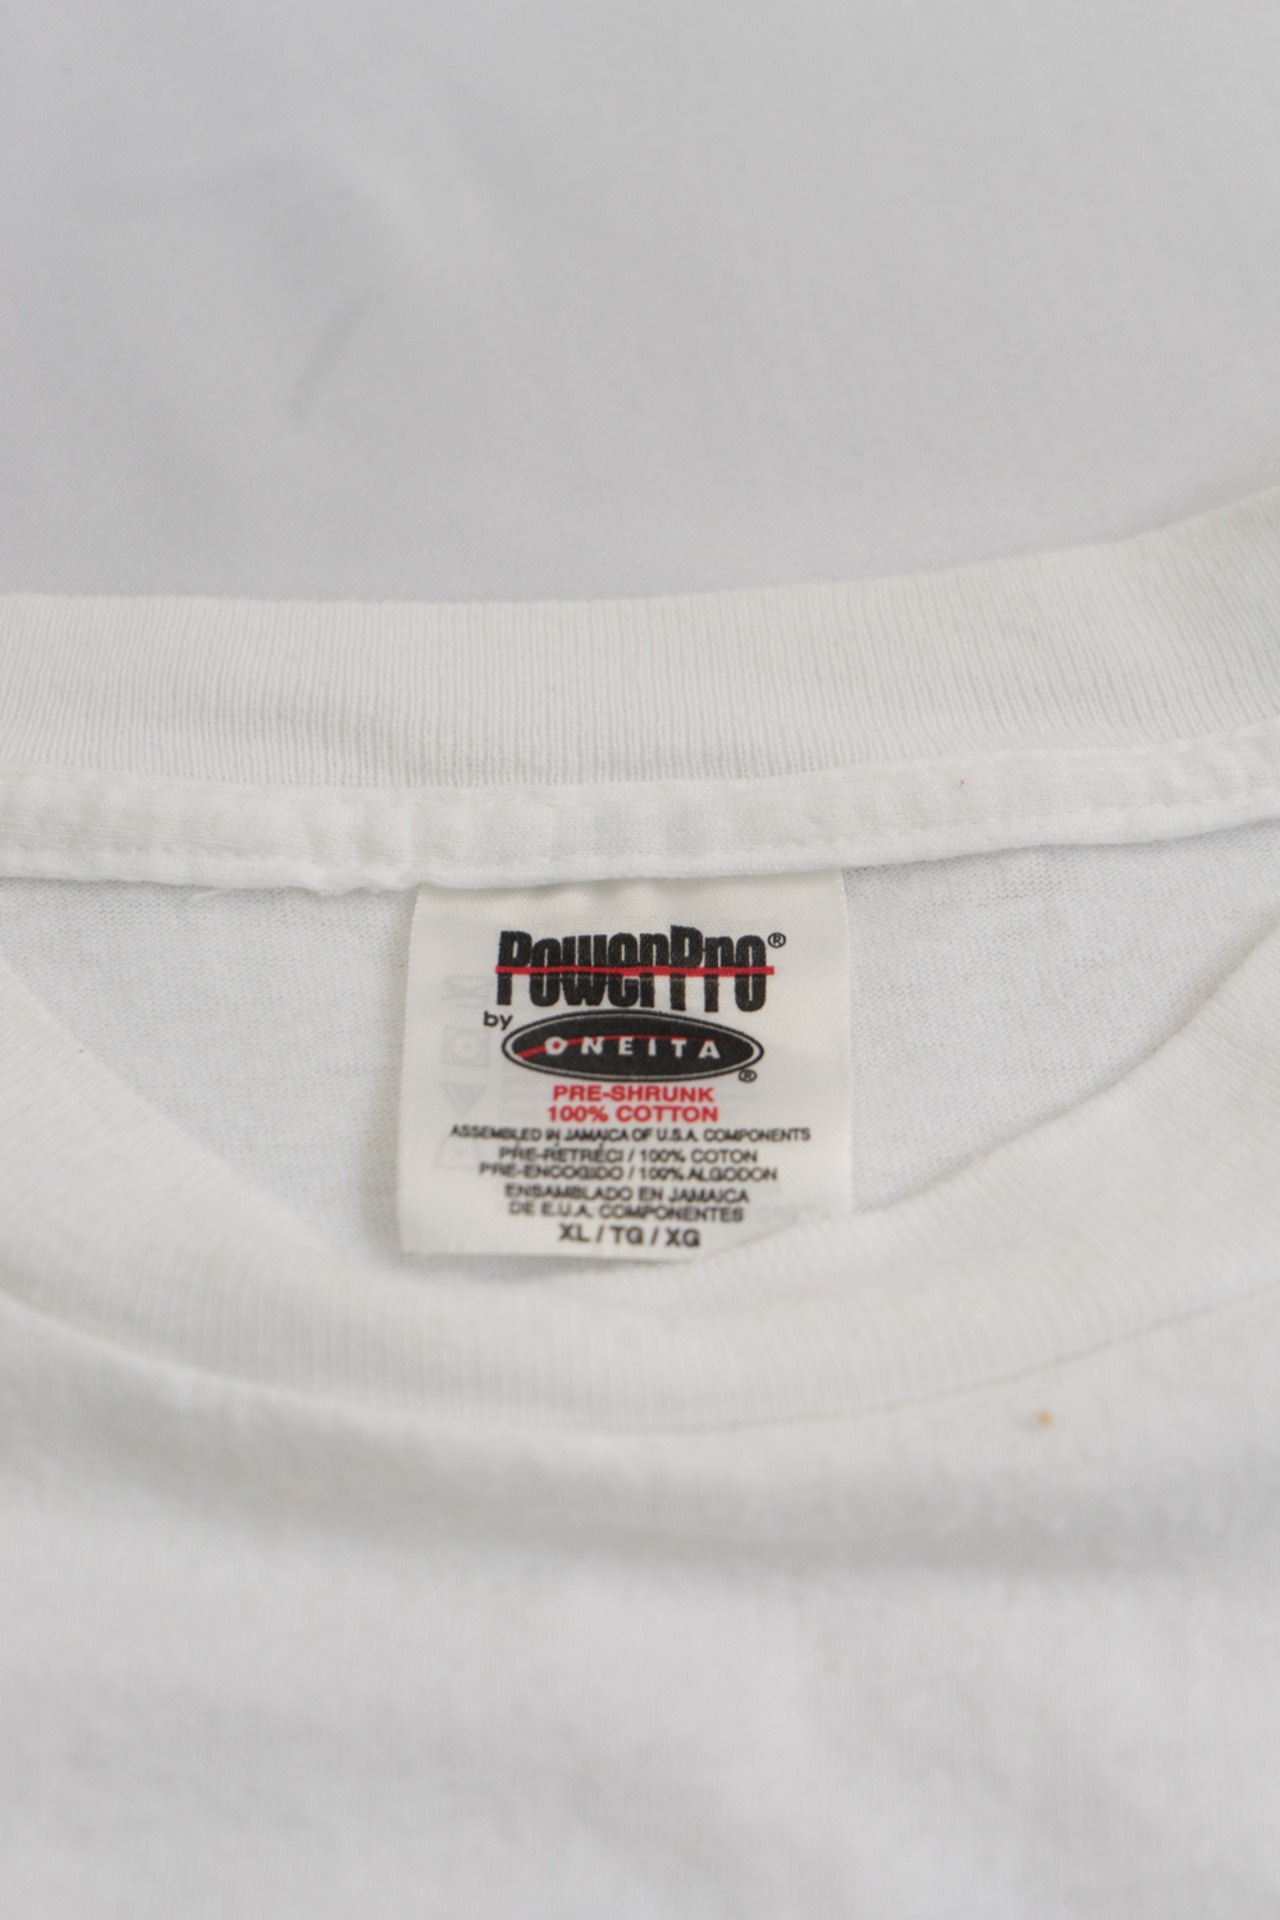 PowerPro®
by ONEITA®
PRE-SHRUNK
100% COTTON
ASSEMBLED IN JAMAICA OF U.S.A. COMPONENTS
PRE-RETRECI / 100% COTON
PRE-ENCOGIDO / 100% ALGODON
ENSAMBLADO EN JAMAICA
DE E.U.A. COMPONENTES
XL / TG / XG